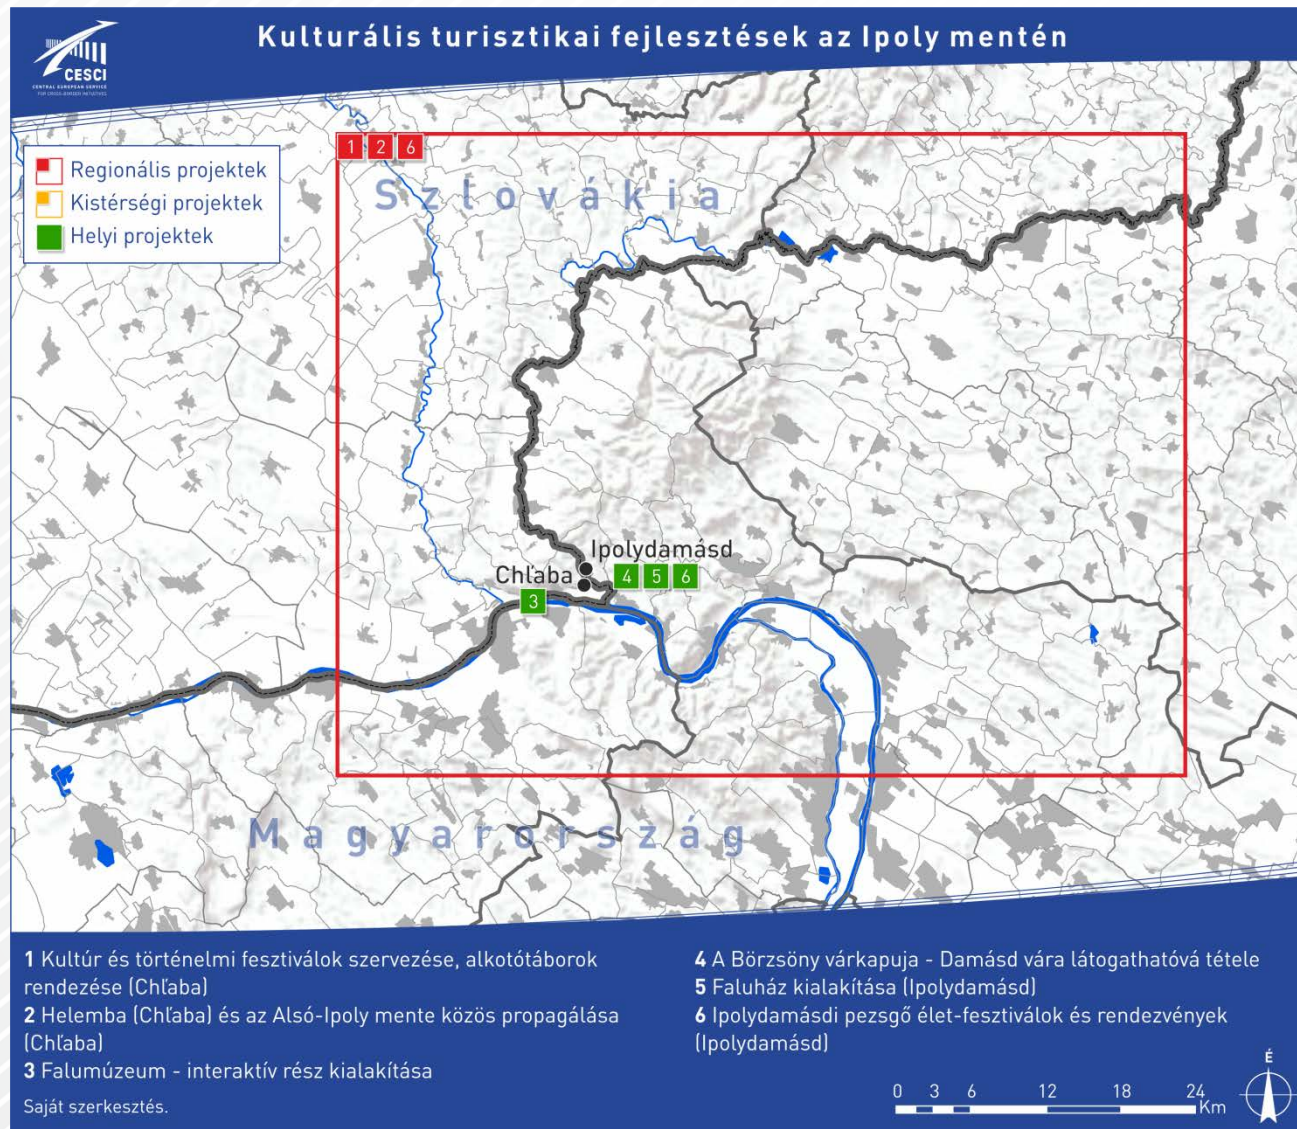 Kulturális turisztikai fejlesztések az Ipoly mentén
CESCI
CENTRAL EUROPEAN SERVICE
FOR CROSS-BORDER INITIATIVES
1 2 6
Regionális projektek
Kistérségi projektek
Helyi projektek
Szlovákia
Ipolydamásd
Chľaba
4 5 6
3
Magyarország
1 Kultúr és történelmi fesztiválok szervezése, alkotótáborok
rendezése (Chľaba)
2 Helemba (Chľaba) és az Alsó-Ipoly mente közös propagálása
(Chľaba)
3 Falumúzeum - interaktív rész kialakítása
4 A Börzsöny várkapuja - Damásd vára látogathatóvá tétele
5 Faluház kialakítása (Ipolydamásd)
6 Ipolydamásdi pezsgő élet-fesztiválok és rendezvények
(Ipolydamásd)
Saját szerkesztés.
0 3 6 12 18 24
Km
É